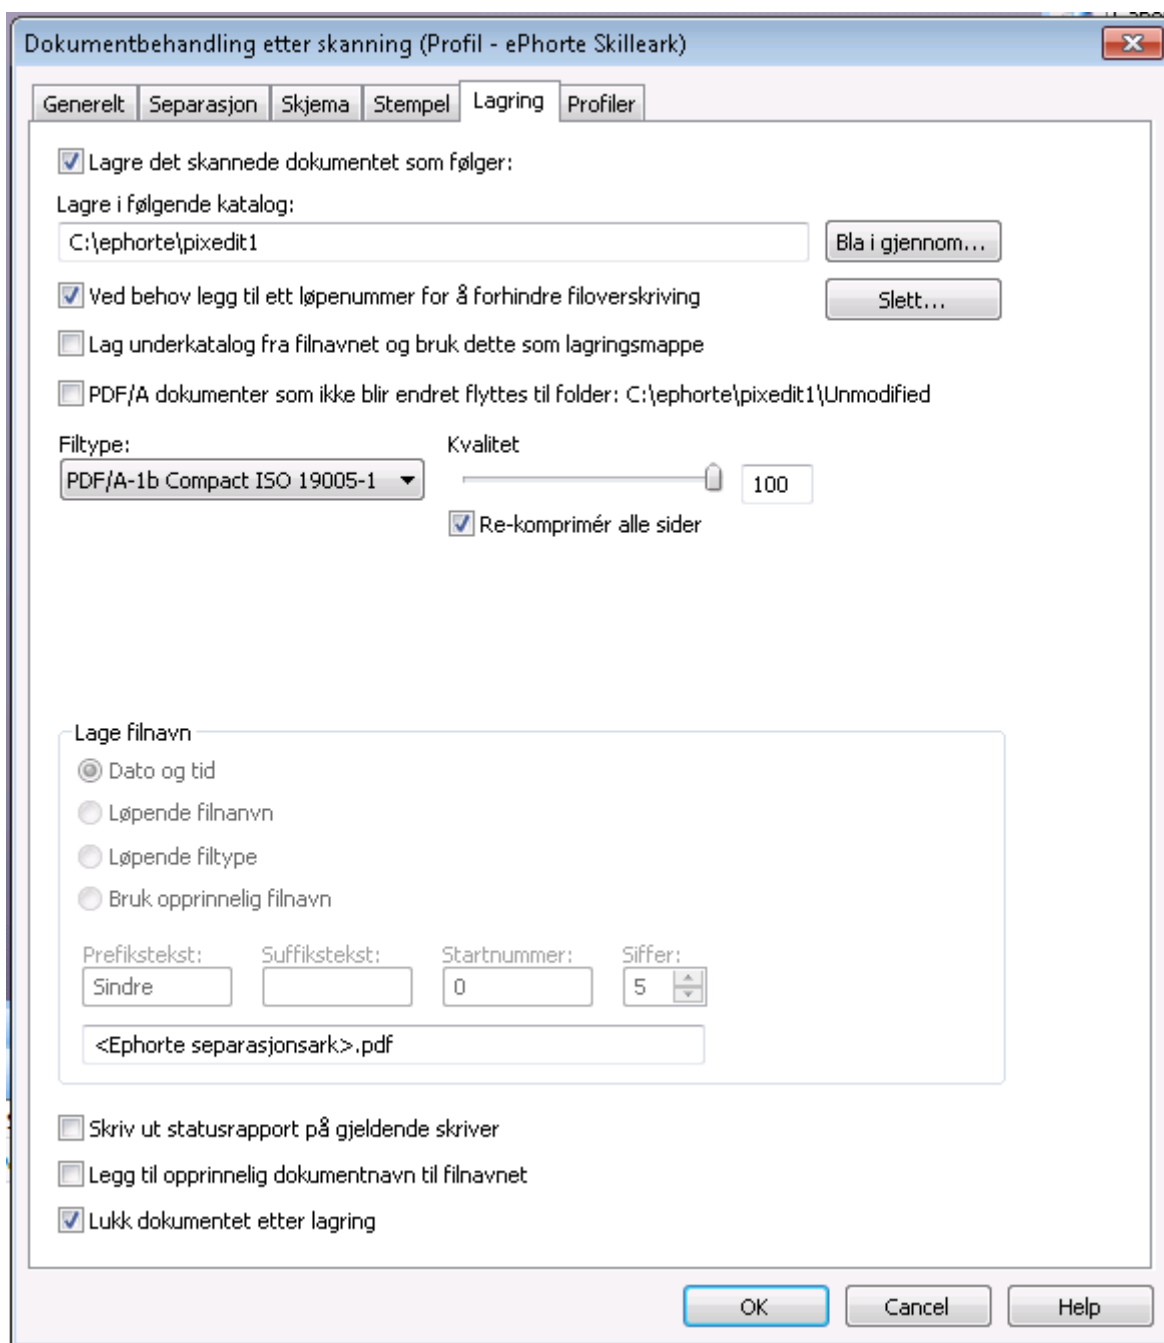 Dokumentbehandling etter skanning (Profil - ePhorte Skilleark)
Generelt Separasjon Skjema Stempel Lagring Profiler
Lagre det skannede dokumentet som følger:
Lagre i følgende katalog:
C:\ephorte\pixedit1 Bla i gjennom...
Ved behov legg til ett løpenummer for å forhindre filoverskriving Slett...
Lag underkatalog fra filnavnet og bruk dette som lagringsmappe
PDF/A dokumenter som ikke blir endret flyttes til folder: C:\ephorte\pixedit1\Unmodified
Filtype: Kvalitet
PDF/A-1b Compact ISO 19005-1 100
Re-komprimér alle sider
Lage filnavn
Dato og tid
Løpende filnanvn
Løpende filtype
Bruk opprinnelig filnavn
Prefikstekst: Suffikstekst: Startnummer: Siffer:
Sindre 0 5
<Ephorte separasjonsark>.pdf
Skriv ut statusrapport på gjeldende skriver
Legg til opprinnelig dokumentnavn til filnavnet
Lukk dokumentet etter lagring
OK Cancel Help